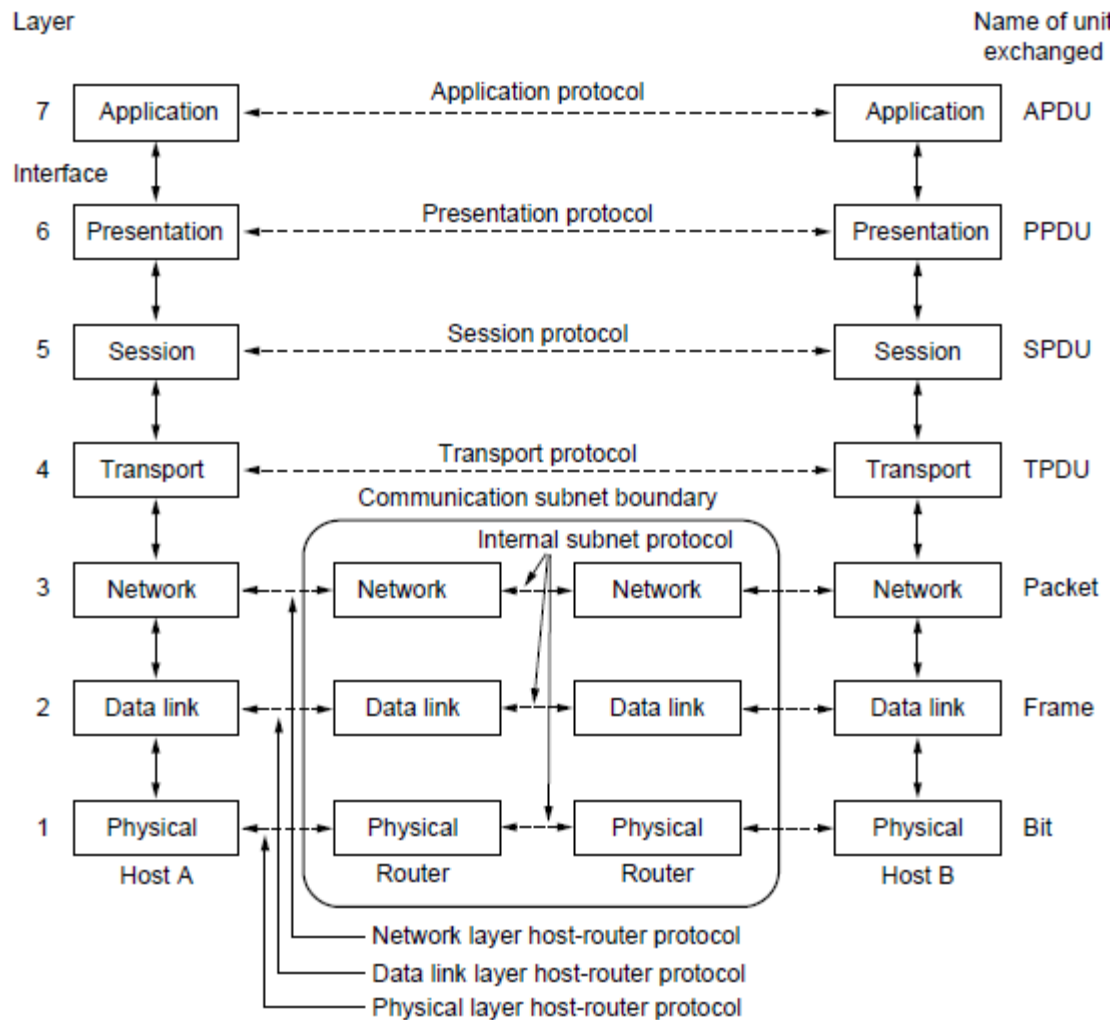 Layer
Name of unit
exchanged
7 Application Application protocol Application APDU
Interface
6 Presentation Presentation protocol Presentation PPDU
5 Session Session protocol Session SPDU
4 Transport Transport protocol Transport TPDU
Communication subnet boundary
Internal subnet protocol
3 Network Network Network Network Packet
2 Data link Data link Data link Data link Frame
1 Physical Physical Physical Physical Bit
Host A Router Router Host B
Network layer host-router protocol
Data link layer host-router protocol
Physical layer host-router protocol